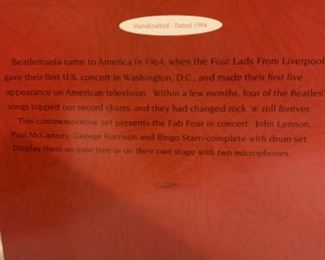 Handcrafted - Dated 1994
Beatlemania came to America in 1964, when the Four Lads From Liverpool
gave their first U.S. concert in Washington, D.C., and made their first live
appearance on American television. Within a few months, four of the Beatles'
songs topped our record charts, and they had changed rock 'n' roll forever.
This commemorative set presents the Fab Four in concert John Lennon,
Paul McCartney, George Harrison and Ringo Starr-complete with drum set.
Display them on your tree or on their own stage with two microphones.